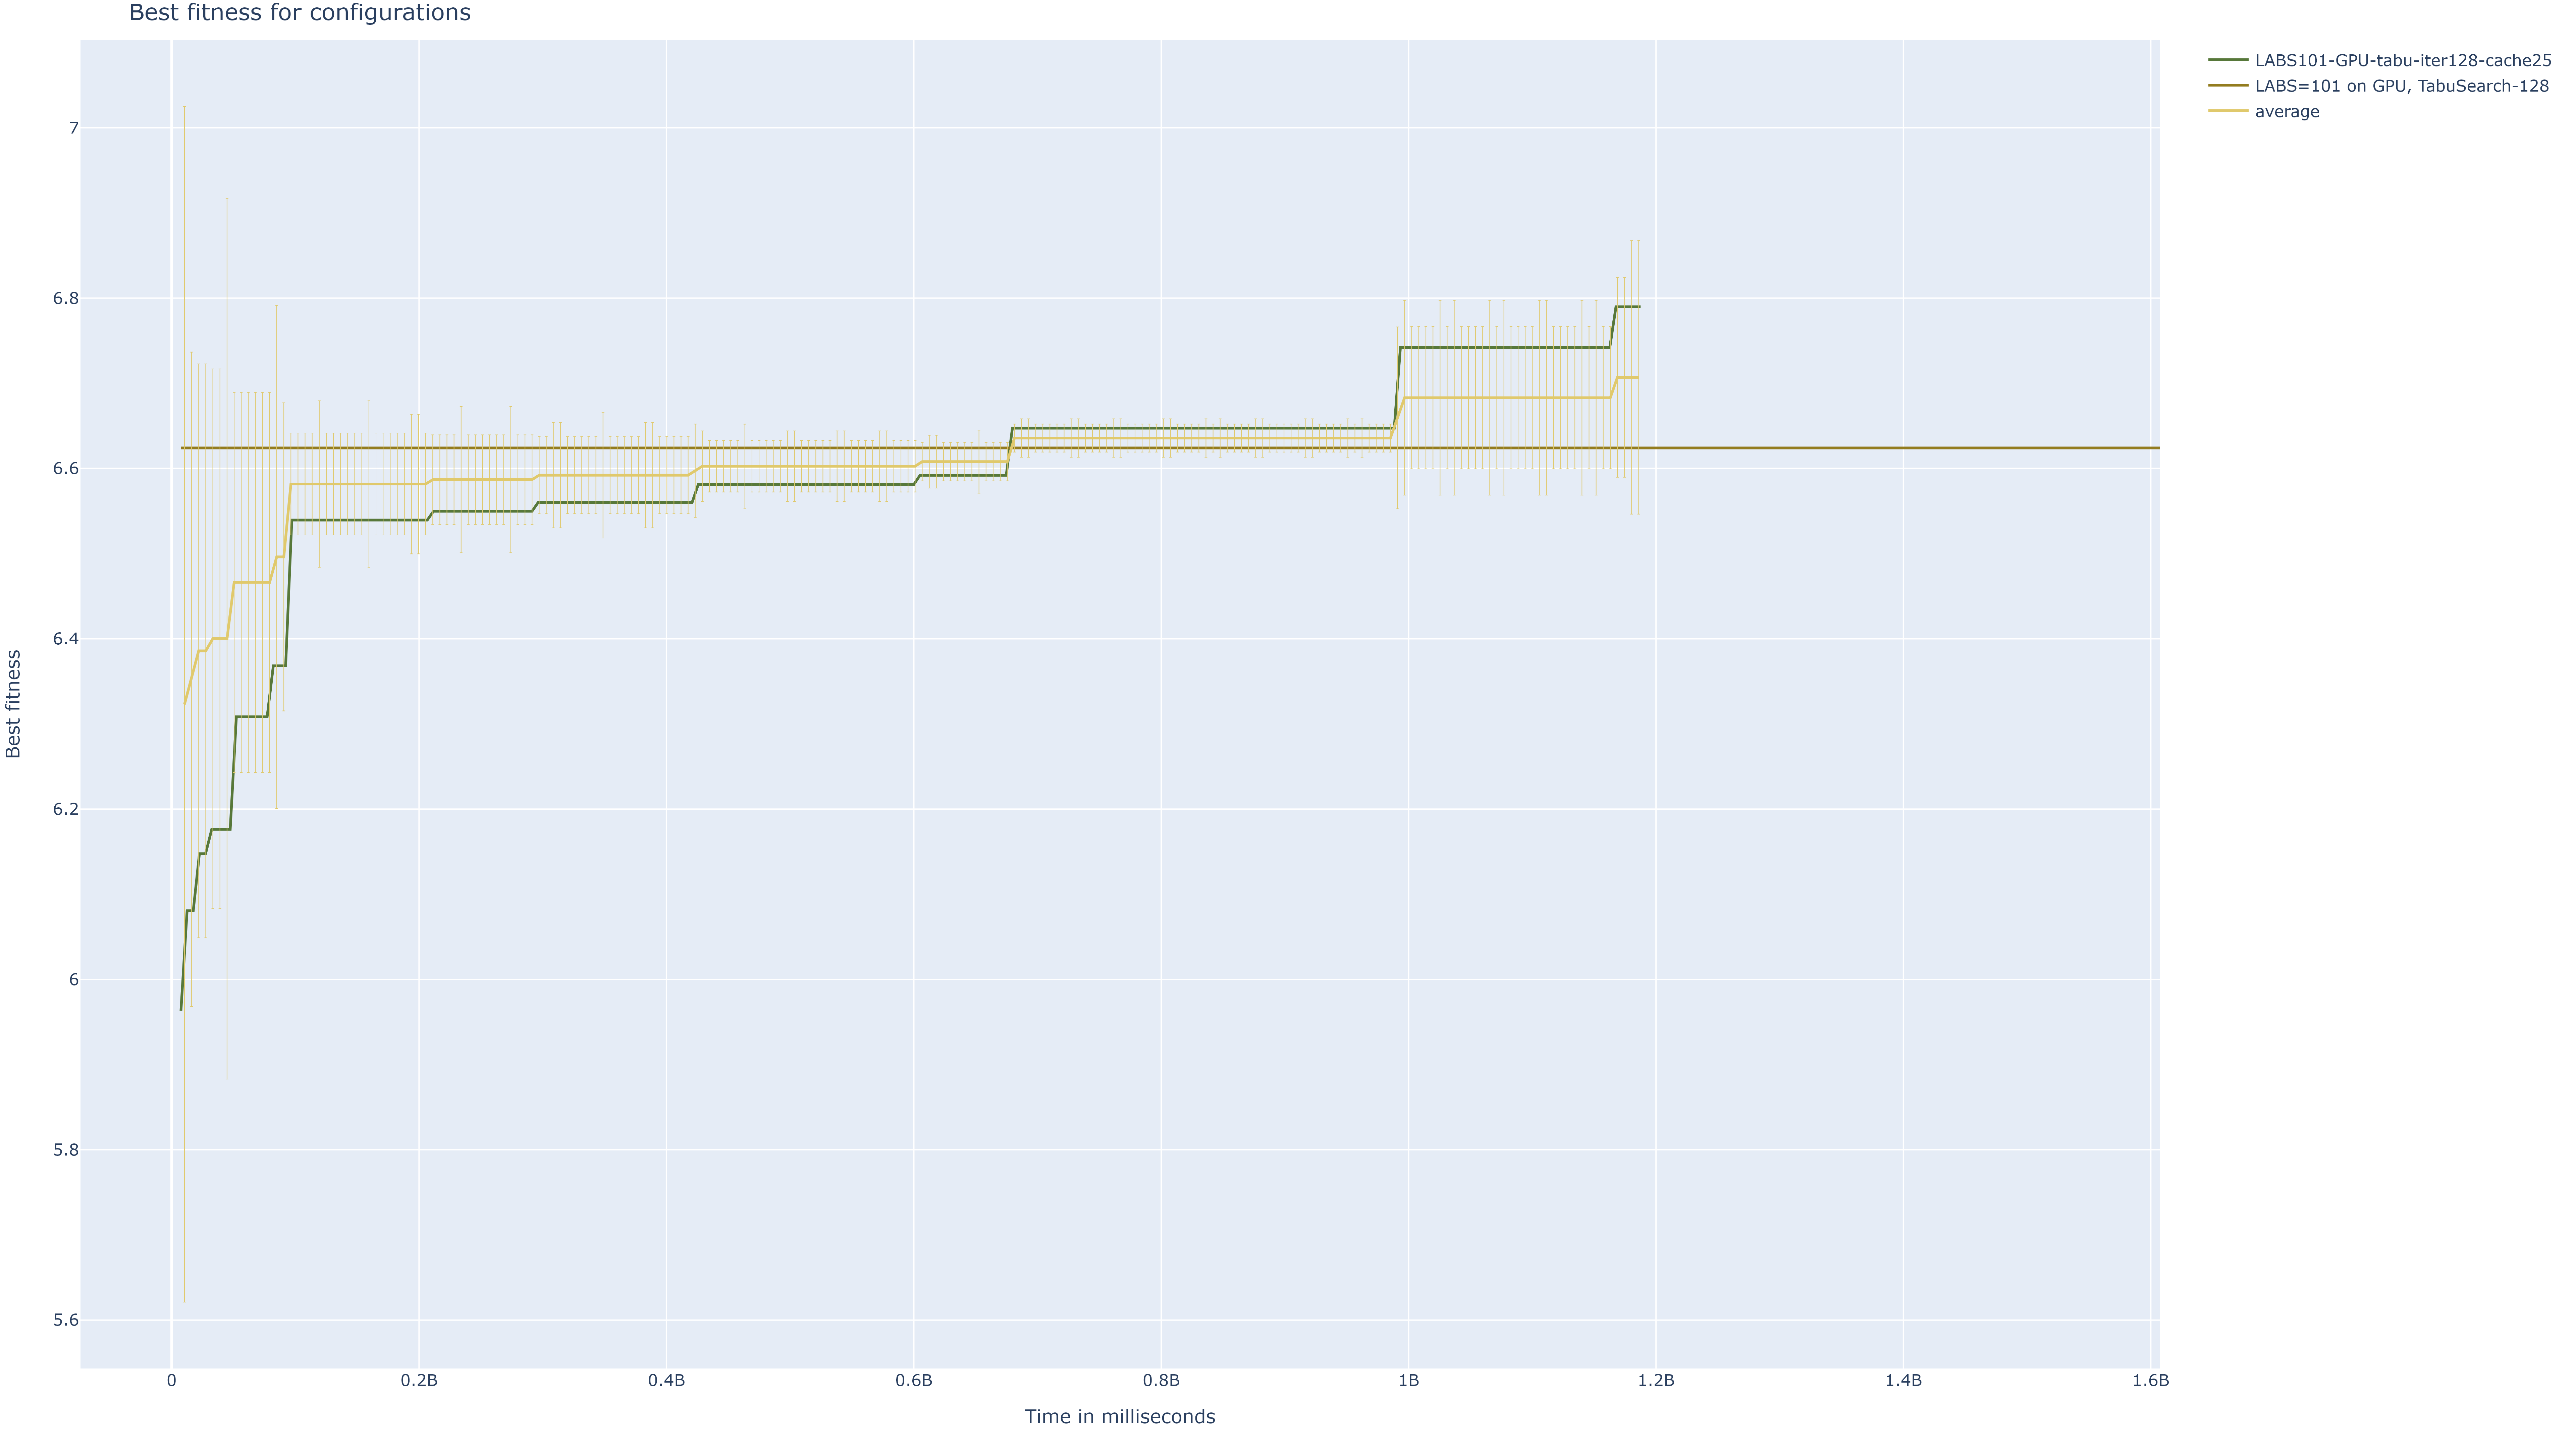 Best fitness for configurations
LABS101-GPU-tabu-iter128-cache25
LABS=101 on GPU, TabuSearch-128
average
7
6.8
6.6
6.4
6.2
6
5.8
5.6
Best fitness
0 0.2B 0.4B 0.6B 0.8B 1B 1.2B 1.4B 1.6B
Time in milliseconds